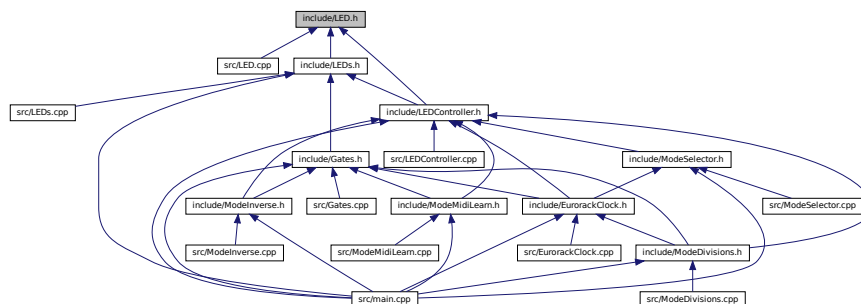 include/LED.h
src/LED.cpp
include/LEDs.h
src/LEDs.cpp
include/LEDController.h
include/Gates.h
src/LEDController.cpp
include/ModeSelector.h
include/ModeInverse.h
src/Gates.cpp
include/ModeMidiLearn.h
include/EurorackClock.h
src/ModeSelector.cpp
src/ModeInverse.cpp
src/ModeMidiLearn.cpp
src/EurorackClock.cpp
include/ModeDivisions.h
src/main.cpp
src/ModeDivisions.cpp